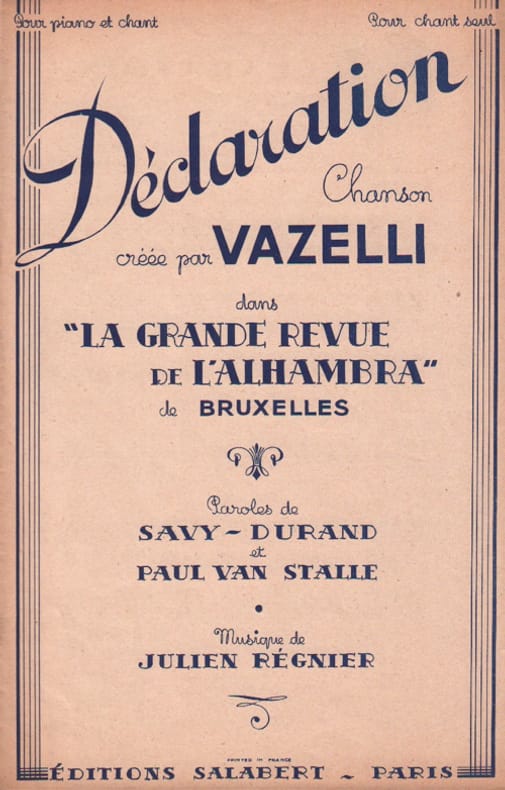 Pour piano et chant
Pour chant seul
Déclaration
Chanson
créée par VAZELLI
dans
"LA GRANDE REVUE
DE L'ALHAMBRA"
de BRUXELLES
Paroles de
SAVY - DURAND
et
PAUL VAN STALLE
Musique de
JULIEN RÉGNIER
PRINTED IN FRANCE
ÉDITIONS SALABERT ~ PARIS